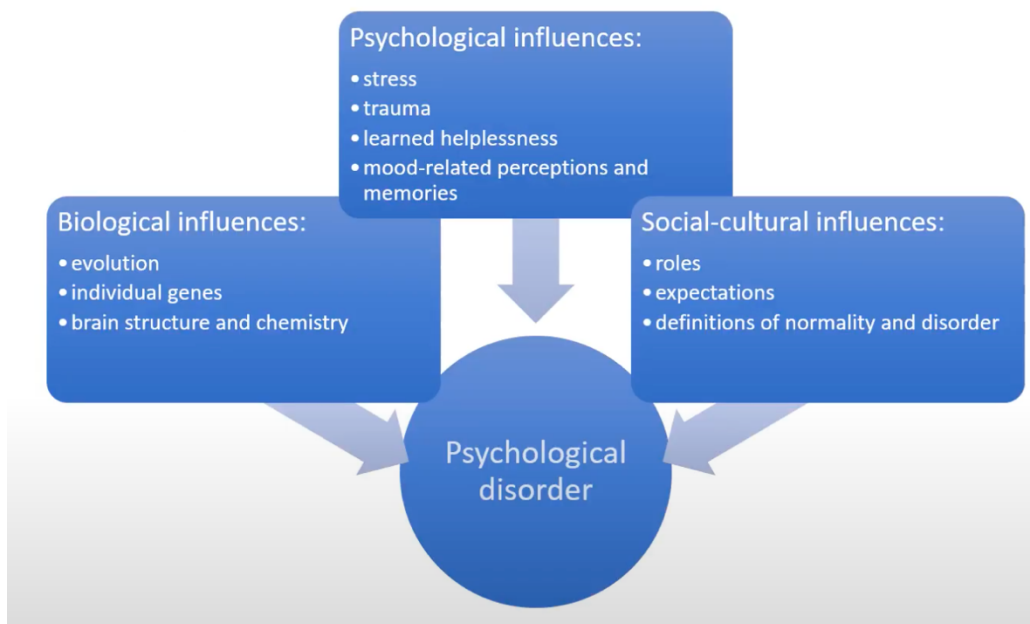 Psychological influences:
• stress
• trauma
• learned helplessness
• mood-related perceptions and
memories
Biological influences:
• evolution
• individual genes
• brain structure and chemistry
Social-cultural influences:
• roles
• expectations
• definitions of normality and disorder
Psychological
disorder